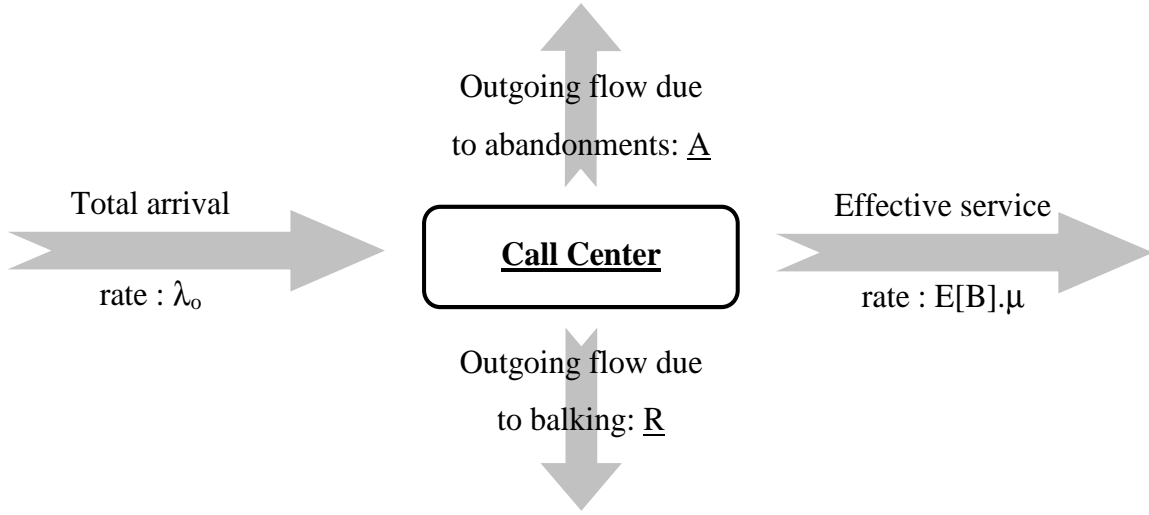 Outgoing flow due
to abandonments: A
Total arrival
rate : λo
Call Center
Effective service
rate : E[B].μ
Outgoing flow due
to balking: R